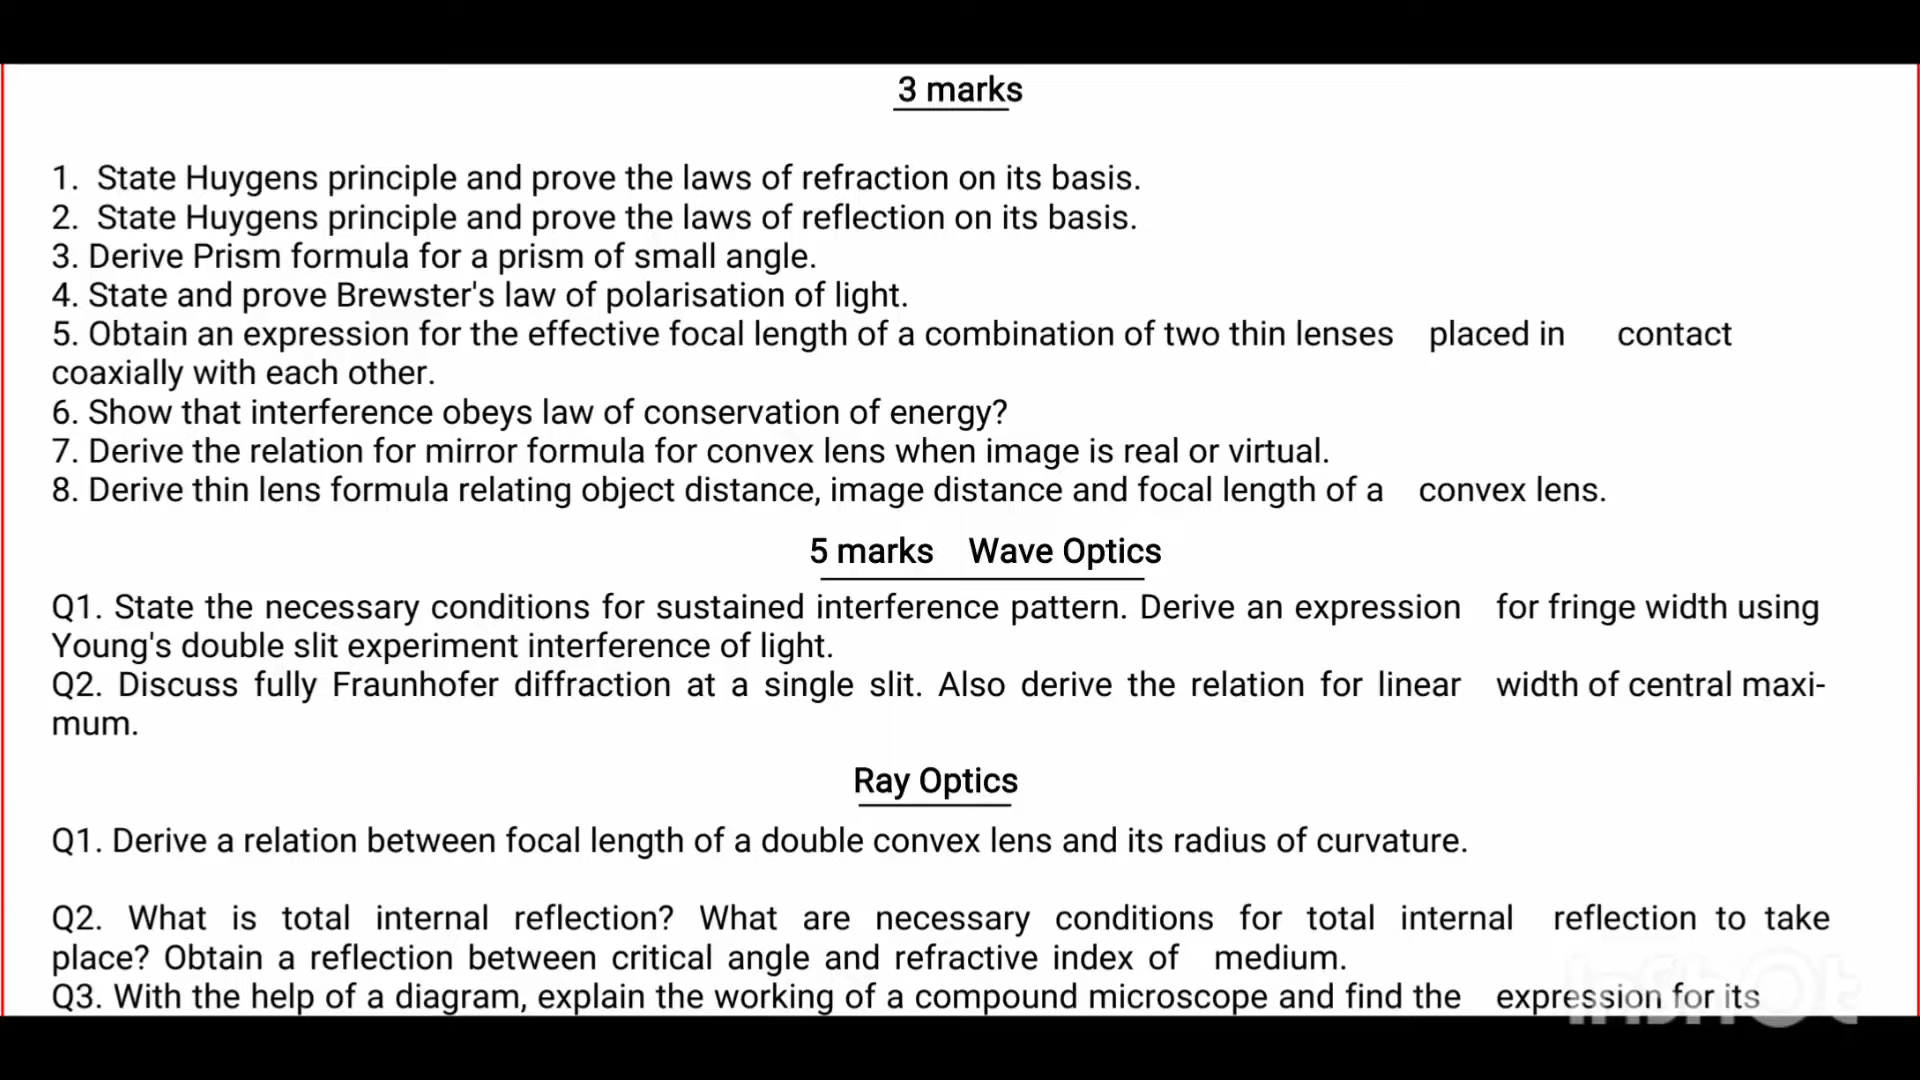 3 marks
1. State Huygens principle and prove the laws of refraction on its basis.
2. State Huygens principle and prove the laws of reflection on its basis.
3. Derive Prism formula for a prism of small angle.
4. State and prove Brewster's law of polarisation of light.
5. Obtain an expression for the effective focal length of a combination of two thin lenses placed in contact
coaxially with each other.
6. Show that interference obeys law of conservation of energy?
7. Derive the relation for mirror formula for convex lens when image is real or virtual.
8. Derive thin lens formula relating object distance, image distance and focal length of a convex lens.
5 marks Wave Optics
Q1. State the necessary conditions for sustained interference pattern. Derive an expression for fringe width using
Young's double slit experiment interference of light.
Q2. Discuss fully Fraunhofer diffraction at a single slit. Also derive the relation for linear width of central maxi-
mum.
Ray Optics
Q1. Derive a relation between focal length of a double convex lens and its radius of curvature.
Q2. What is total internal reflection? What are necessary conditions for total internal reflection to take
place? Obtain a reflection between critical angle and refractive index of medium.
Q3. With the help of a diagram, explain the working of a compound microscope and find the expression for its
InShOt